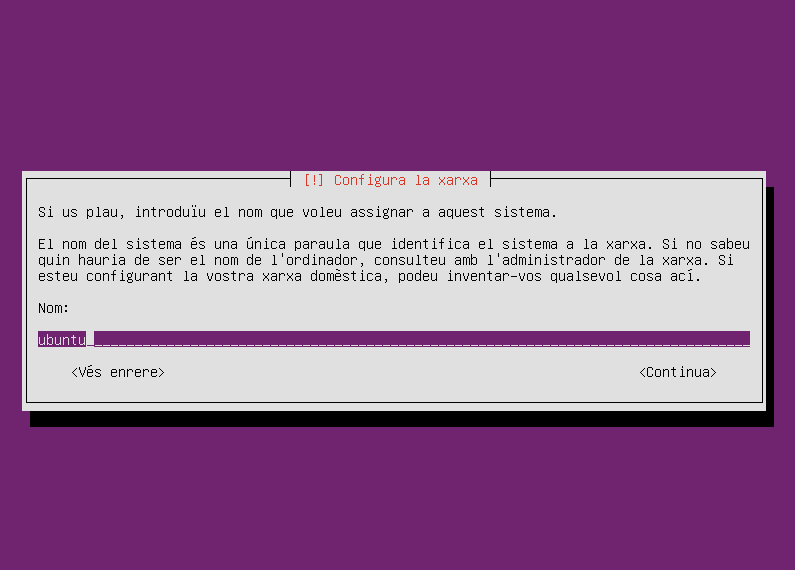 [!] Configura la xarxa
Si us plau, introduïu el nom que voleu assignar a aquest sistema.
El nom del sistema és una única paraula que identifica el sistema a la xarxa. Si no sabeu
quin hauria de ser el nom de l'ordinador, consulteu amb l'administrador de la xarxa. Si
esteu configurant la vostra xarxa domèstica, podeu inventar-vos qualsevol cosa ací.
Nom:
ubuntu
<Vés enrere> <Continua>